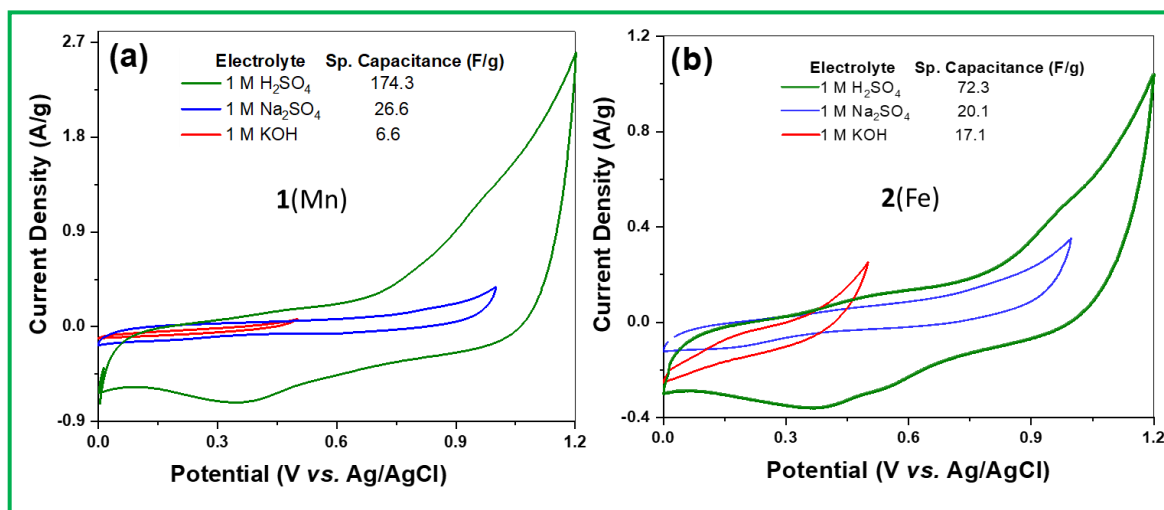 (a)
Electrolyte Sp. Capacitance (F/g)
1 M H₂SO₄ 174.3
1 M Na₂SO₄ 26.6
1 M KOH 6.6
1(Mn)
Current Density (A/g)
2.7
1.8
0.9
0.0
-0.9
0.0 0.3 0.6 0.9 1.2
Potential (V vs. Ag/AgCl)
(b)
Electrolyte Sp. Capacitance (F/g)
1 M H₂SO₄ 72.3
1 M Na₂SO₄ 20.1
1 M KOH 17.1
2(Fe)
Current Density (A/g)
1.2
0.8
0.4
0.0
-0.4
0.0 0.3 0.6 0.9 1.2
Potential (V vs. Ag/AgCl)